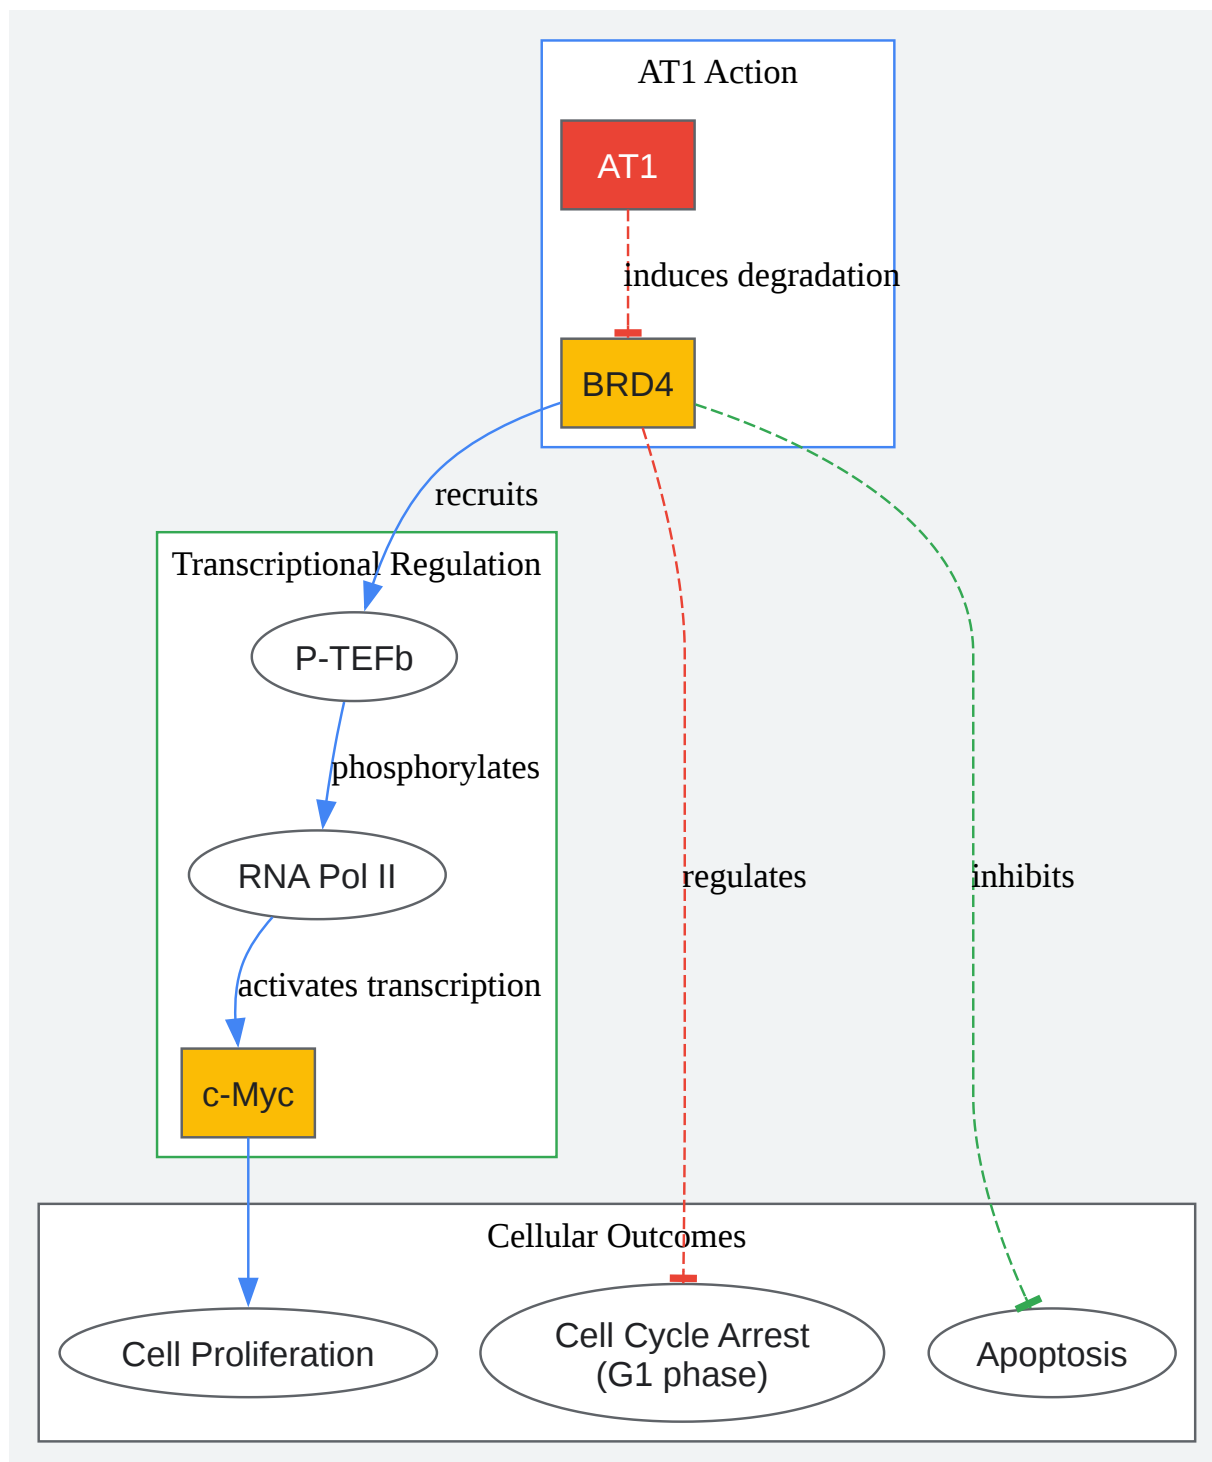 AT1 Action
AT1
induces degradation
BRD4
recruits
Transcriptional Regulation
P-TEFb
phosphorylates
RNA Pol II
regulates
inhibits
activates transcription
c-Myc
Cellular Outcomes
Cell Proliferation
Cell Cycle Arrest
(G1 phase)
Apoptosis